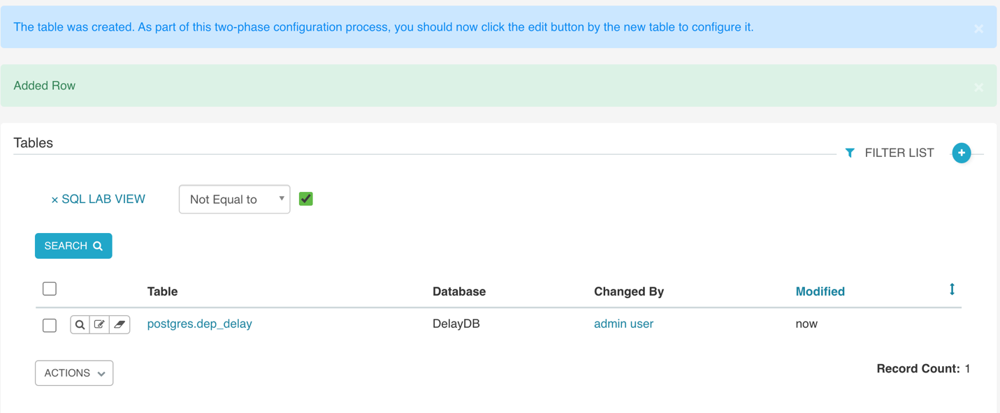 The table was created. As part of this two-phase configuration process, you should now click the edit button by the new table to configure it.
×
Added Row
×
Tables
FILTER LIST
+
× SQL LAB VIEW Not Equal to
SEARCH
Table Database Changed By Modified
postgres.dep_delay DelayDB admin user now
ACTIONS
Record Count: 1